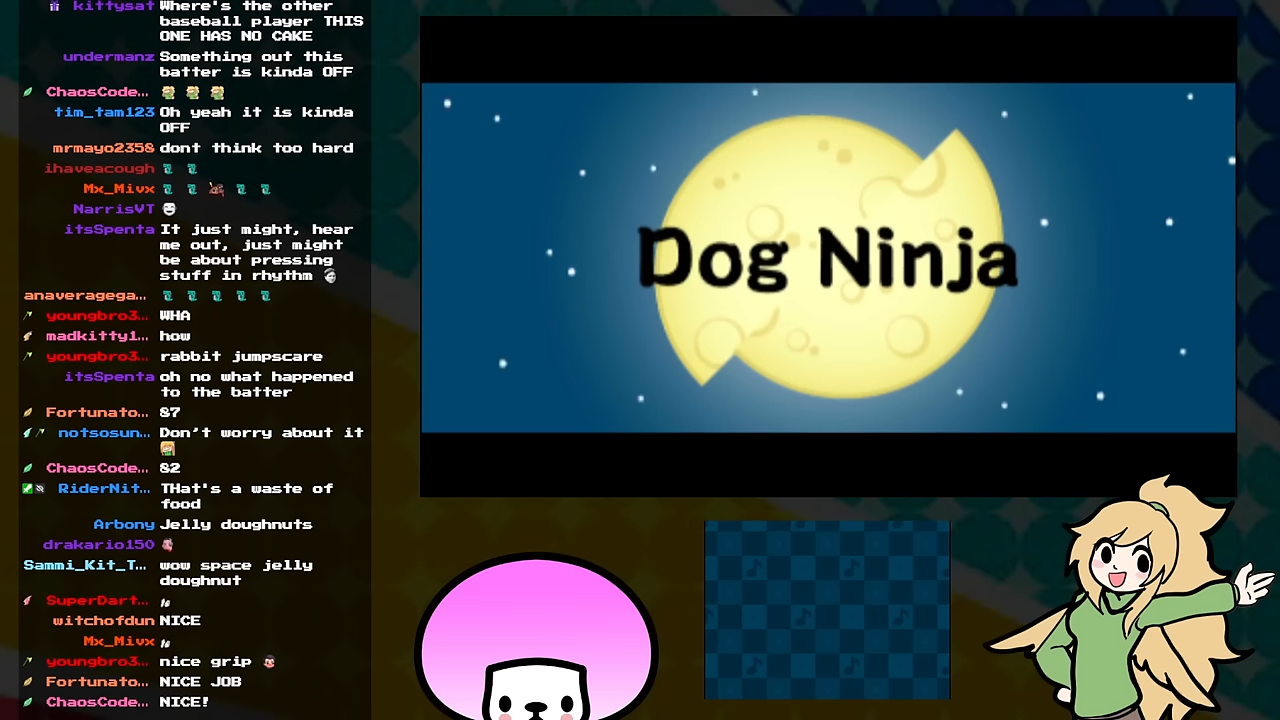 kittysat Where's the other
baseball player THIS
ONE HAS NO CAKE
undermanz Something out this
batter is kinda OFF
ChaosCode...
tim_tam123 Oh yeah it is kinda
OFF
mrmayo2358 dont think too hard
ihaveacough
Mx_Mivx
NarrisVT
itsSpenta It just might, hear
me out, just might
be about pressing
stuff in rhythm
anaveragega...
youngbro3... WHA
madkitty1... how
youngbro3... rabbit jumpscare
itsSpenta oh no what happened
to the batter
Fortunato... 87
notsosun... Don't worry about it
ChaosCode... 82
RiderNit... THat's a waste of
food
Arbony Jelly doughnuts
drakario150
Sammi_Kit_T... wow space jelly
doughnut
SuperDart...
witchofdun NICE
Mx_Mivx
youngbro3... nice grip
Fortunato... NICE JOB
ChaosCode... NICE!
Dog Ninja